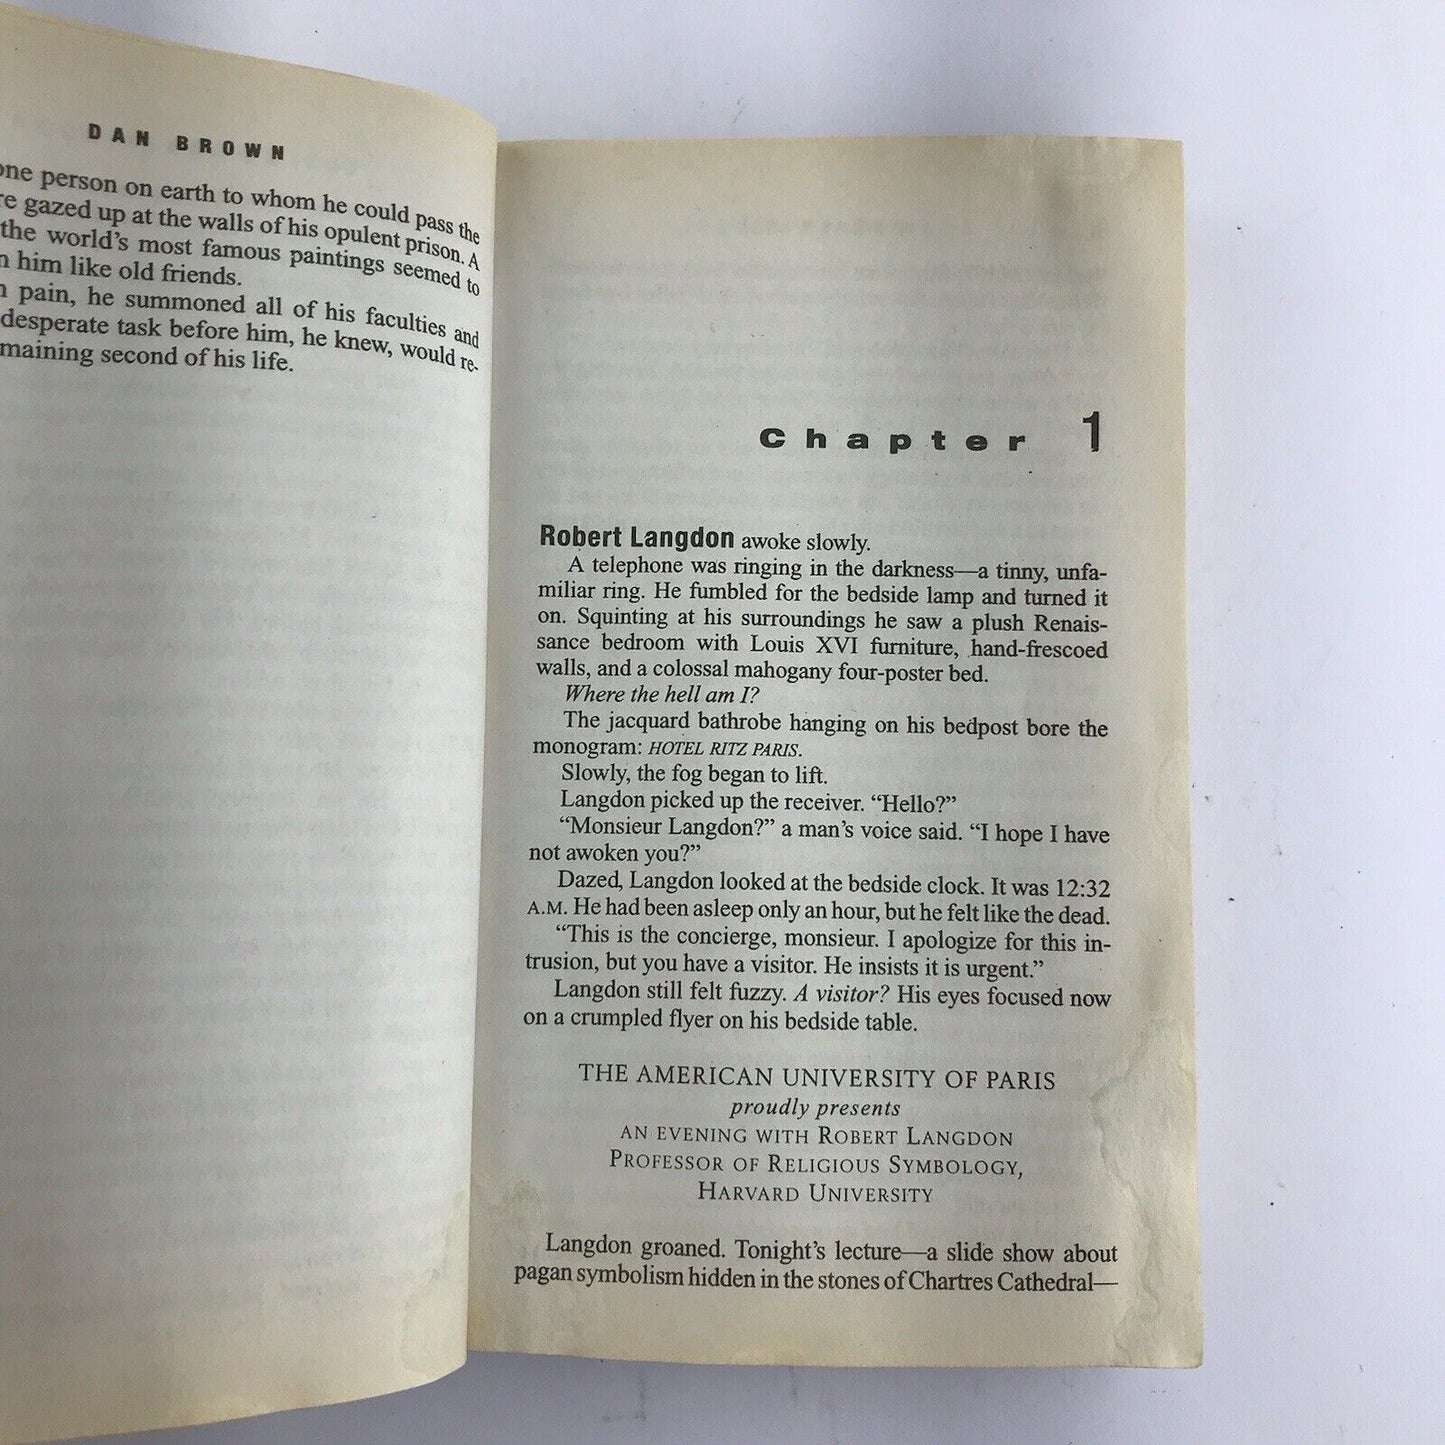 DAN BROWN
one person on earth to whom he could pass the
gazed up at the walls of his opulent prison. A
the world's most famous paintings seemed to
him like old friends.
pain, he summoned all of his faculties and
desperate task before him, he knew, would re-
maining second of his life.
Chapter 1
Robert Langdon awoke slowly.
A telephone was ringing in the darkness—a tinny, unfa-
miliar ring. He fumbled for the bedside lamp and turned it
on. Squinting at his surroundings he saw a plush Renais-
sance bedroom with Louis XVI furniture, hand-frescoed
walls, and a colossal mahogany four-poster bed.
Where the hell am I?
The jacquard bathrobe hanging on his bedpost bore the
monogram: HOTEL RITZ PARIS.
Slowly, the fog began to lift.
Langdon picked up the receiver. “Hello?”
“Monsieur Langdon?” a man’s voice said. “I hope I have
not awoken you?”
Dazed, Langdon looked at the bedside clock. It was 12:32
A.M. He had been asleep only an hour, but he felt like the dead.
“This is the concierge, monsieur. I apologize for this in-
trusion, but you have a visitor. He insists it is urgent.”
Langdon still felt fuzzy. A visitor? His eyes focused now
on a crumpled flyer on his bedside table.
THE AMERICAN UNIVERSITY OF PARIS
proudly presents
AN EVENING WITH ROBERT LANGDON
PROFESSOR OF RELIGIOUS SYMBOLOGY,
HARVARD UNIVERSITY
Langdon groaned. Tonight’s lecture—a slide show about
pagan symbolism hidden in the stones of Chartres Cathedral—